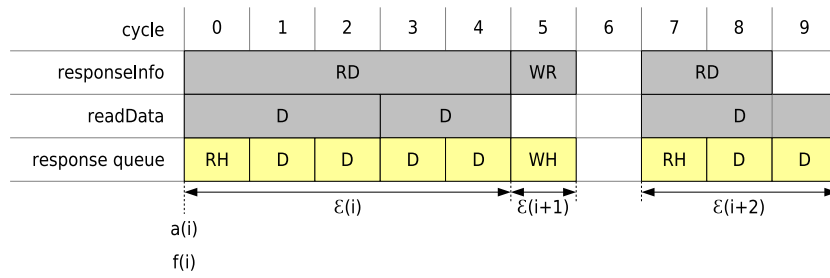 cycle 0 1 2 3 4 5 6 7 8 9
responseInfo RD WR RD
readData D D D
response queue RH D D D D WH RH D D
ℰ(i) ℰ(i+1) ℰ(i+2)
a(i)
f(i)